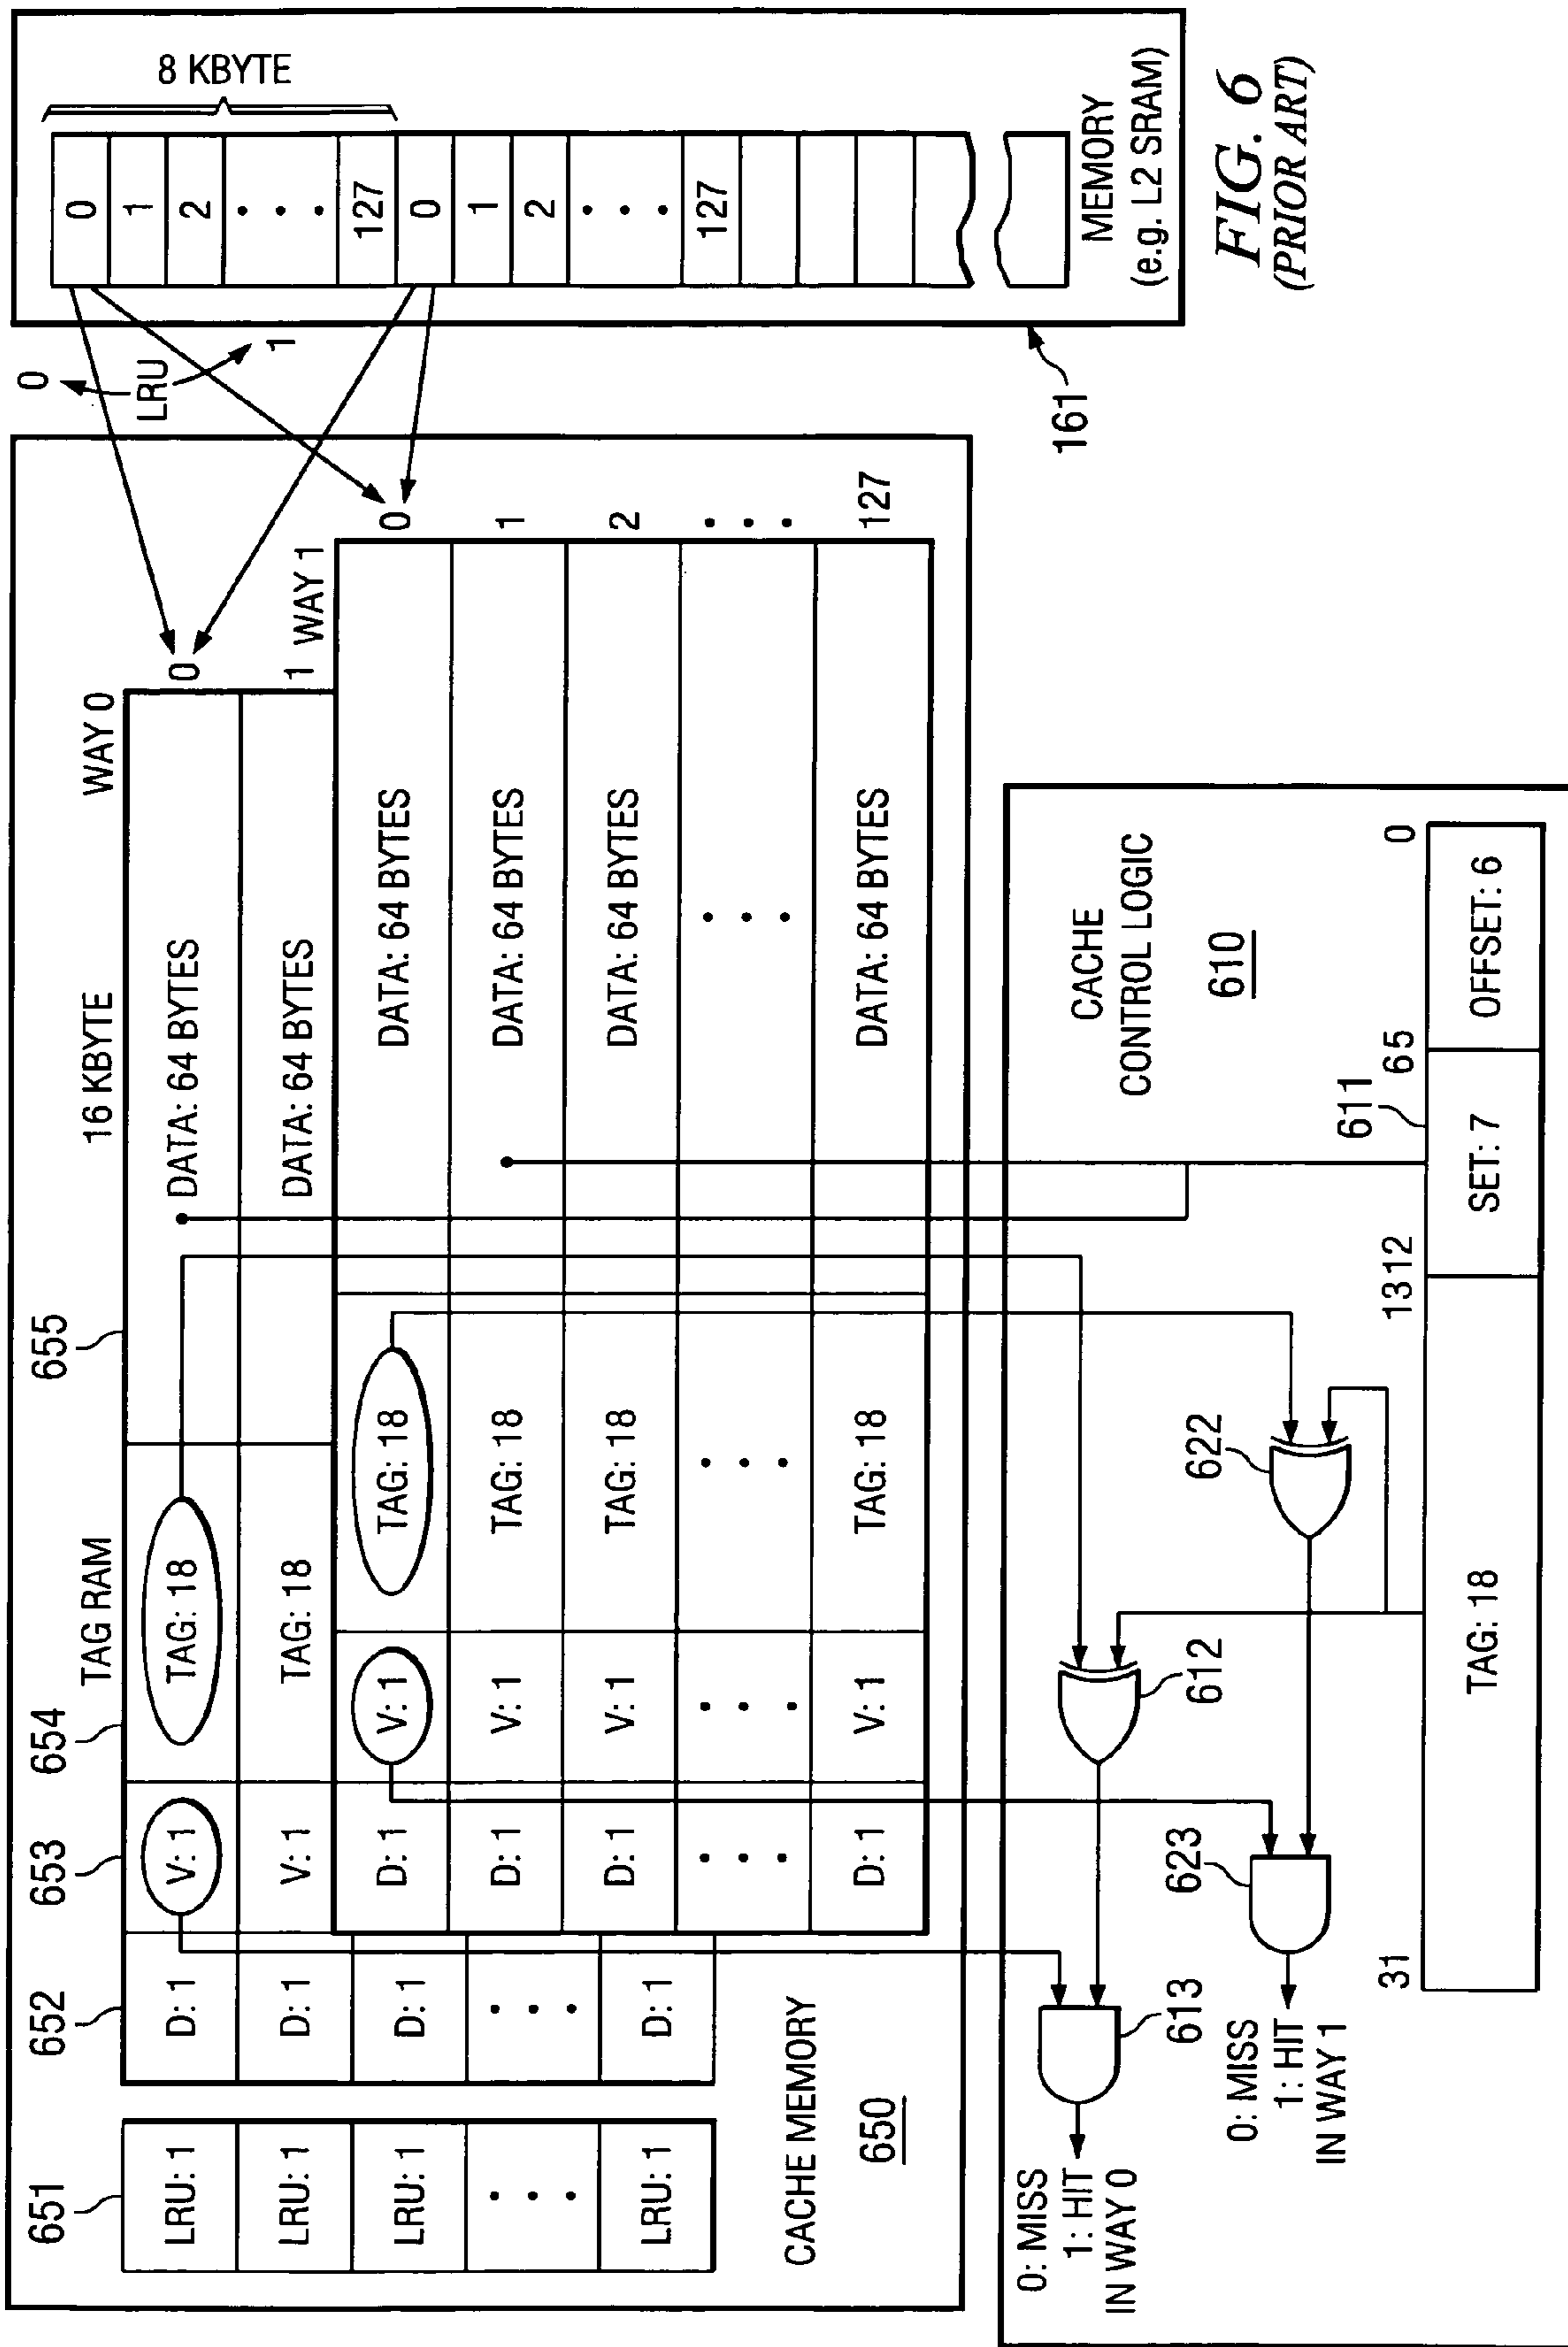 651
652
653
654
TAG RAM
655
16 KBYTE
WAY 0
LRU: 1
D: 1
V: 1
TAG: 18
DATA: 64 BYTES
0
LRU: 1
D: 1
V: 1
TAG: 18
DATA: 64 BYTES
1
WAY 1
LRU: 1
D: 1
D: 1
V: 1
TAG: 18
DATA: 64 BYTES
0
D: 1
V: 1
TAG: 18
DATA: 64 BYTES
1
LRU: 1
D: 1
D: 1
V: 1
TAG: 18
DATA: 64 BYTES
2
D: 1
V: 1
TAG: 18
DATA: 64 BYTES
127
CACHE MEMORY
650
0
LRU
1
8 KBYTE
0
1
2
127
0
1
2
127
MEMORY
(e.g. L2 SRAM)
161
0: MISS
1: HIT
IN WAY 0
613
612
0: MISS
1: HIT
IN WAY 1
623
622
CACHE
CONTROL LOGIC
610
611
31
13 12
6 5
0
TAG: 18
SET: 7
OFFSET: 6
FIG. 6
(PRIOR ART)